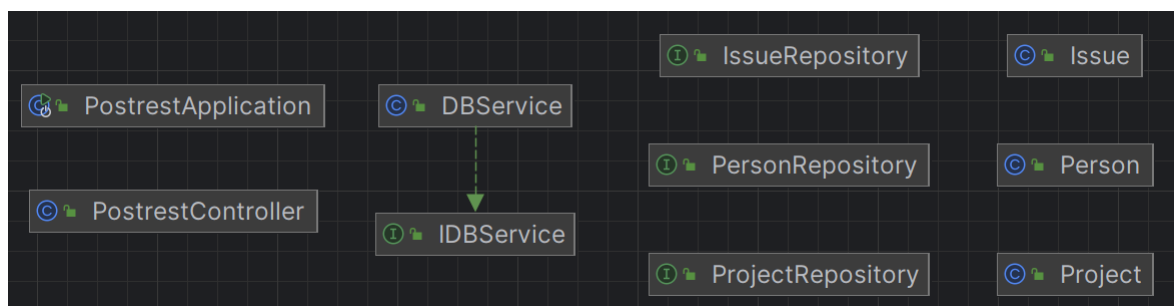 PostrestApplication
PostrestController
DBService
IDBService
IssueRepository
PersonRepository
ProjectRepository
Issue
Person
Project